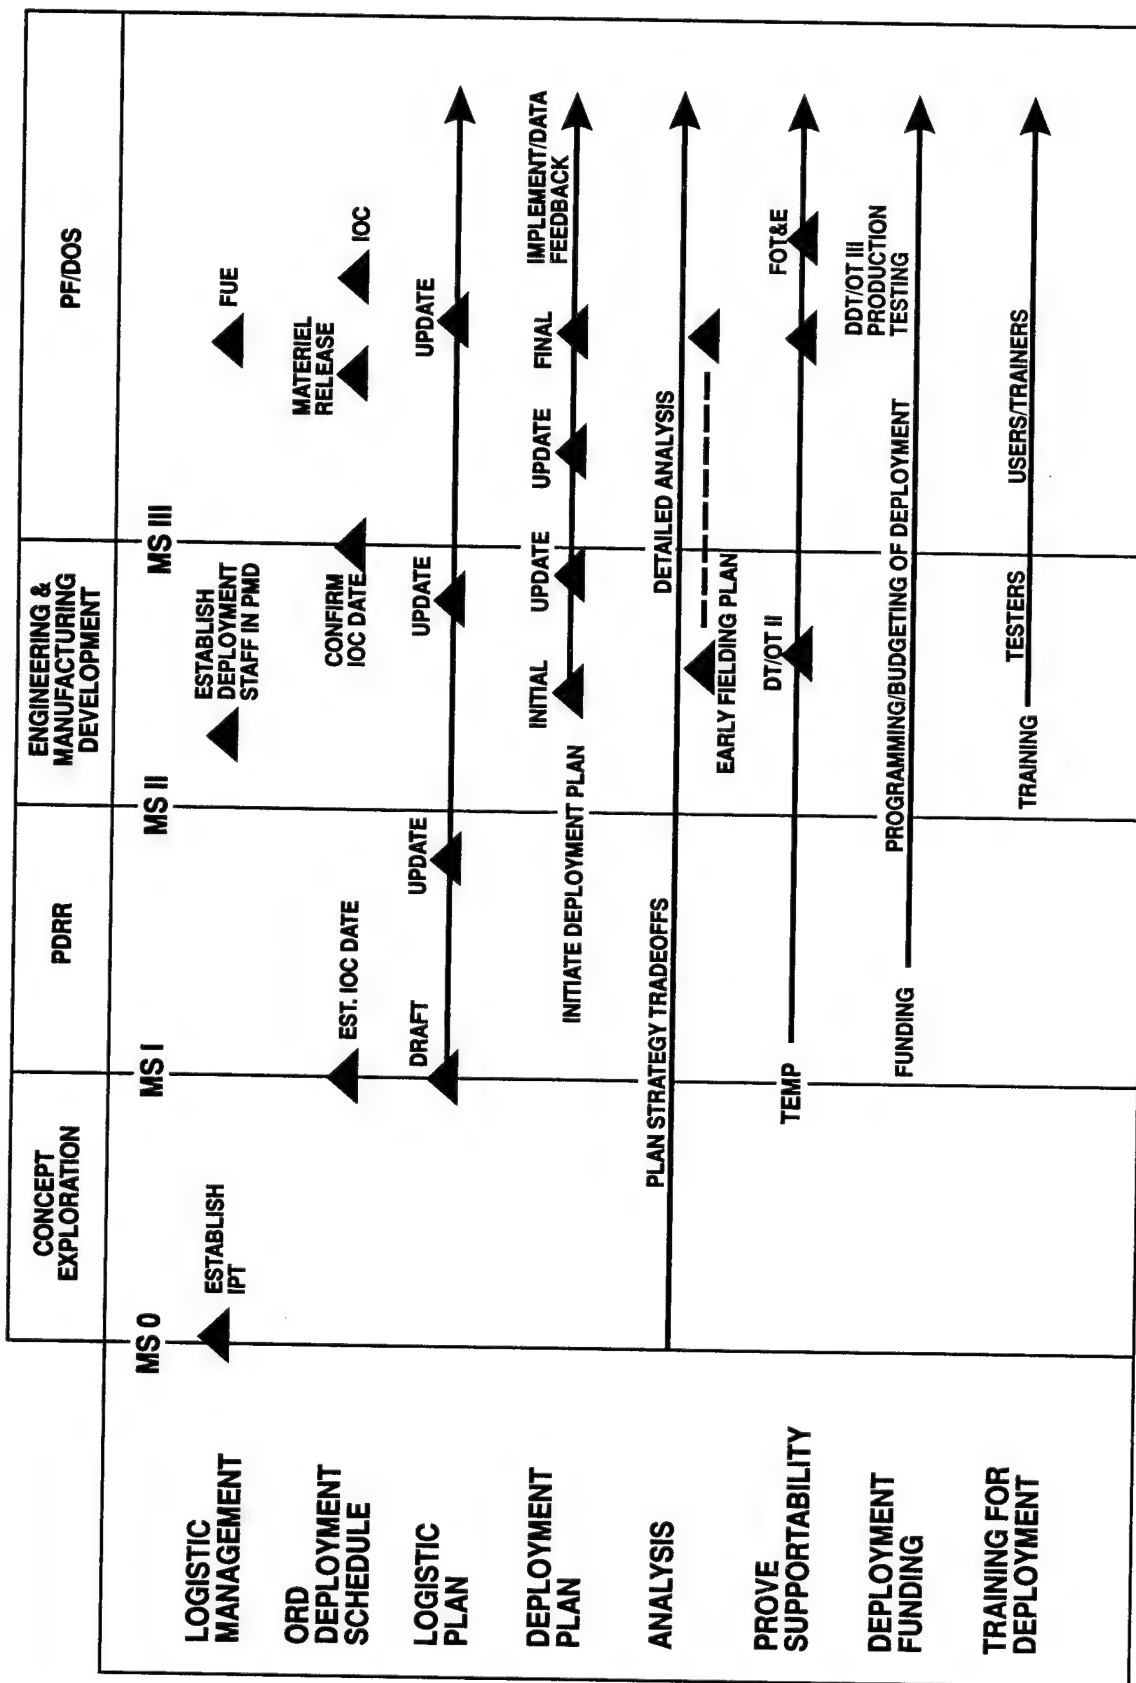 CONCEPT
EXPLORATION
PDRR
ENGINEERING &
MANUFACTURING
DEVELOPMENT
PF/DOS
MS 0
MS I
MS II
MS III
LOGISTIC
MANAGEMENT
ESTABLISH
IPT
ESTABLISH
DEPLOYMENT
STAFF IN PMD
FUE
ORD
DEPLOYMENT
SCHEDULE
EST. IOC DATE
CONFIRM
IOC DATE
MATERIEL
RELEASE
IOC
LOGISTIC
PLAN
DRAFT
UPDATE
UPDATE
UPDATE
DEPLOYMENT
PLAN
INITIATE DEPLOYMENT PLAN
INITIAL
UPDATE
UPDATE
FINAL
IMPLEMENT/DATA
FEEDBACK
ANALYSIS
PLAN STRATEGY TRADEOFFS
DETAILED ANALYSIS
EARLY FIELDING PLAN
PROVE
SUPPORTABILITY
TEMP
DT/OT II
FOT&E
DDT/OT III
PRODUCTION
TESTING
DEPLOYMENT
FUNDING
FUNDING
PROGRAMMING/BUDGETING OF DEPLOYMENT
TRAINING FOR
DEPLOYMENT
TRAINING
TESTERS
USERS/TRAINERS